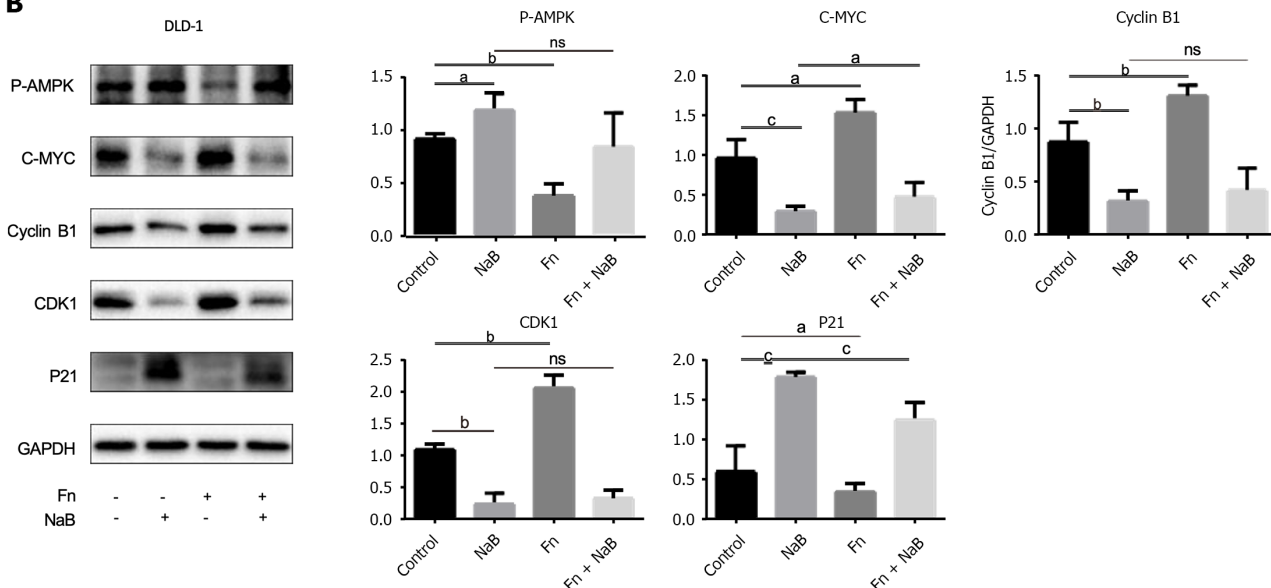 B
DLD-1
P-AMPK
C-MYC
Cyclin B1
CDK1
P21
GAPDH
Fn - - + +
NaB - + - +
P-AMPK
ns
b
a
1.5
1.0
0.5
0.0
Control NaB Fn Fn + NaB
C-MYC
a
a
c
2.0
1.5
1.0
0.5
0.0
Control NaB Fn Fn + NaB
Cyclin B1
ns
b
b
Cyclin B1/GAPDH
1.5
1.0
0.5
0.0
Control NaB Fn Fn + NaB
CDK1
b
ns
b
2.5
2.0
1.5
1.0
0.5
0.0
Control NaB Fn Fn + NaB
P21
a
c c
2.0
1.5
1.0
0.5
0.0
Control NaB Fn Fn + NaB